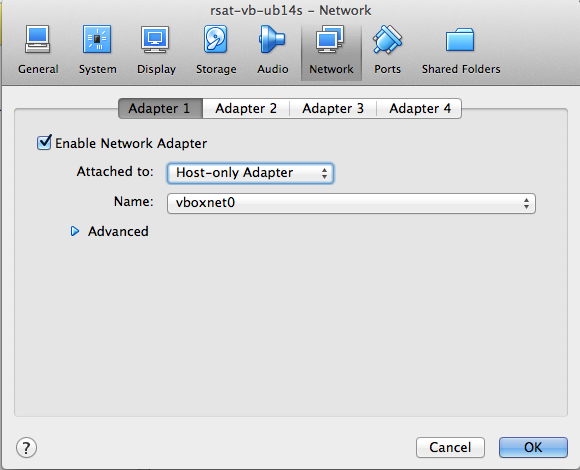 rsat-vb-ub14s – Network
General System Display Storage Audio Network Ports Shared Folders
Adapter 1 Adapter 2 Adapter 3 Adapter 4
Enable Network Adapter
Attached to: Host-only Adapter
Name: vboxnet0
Advanced
? Cancel OK